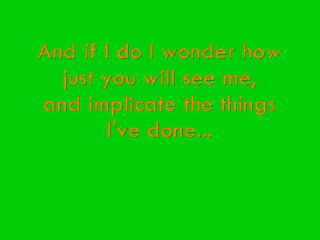 And if I do I wonder how
just you will see me,
and implicate the things
I've done...